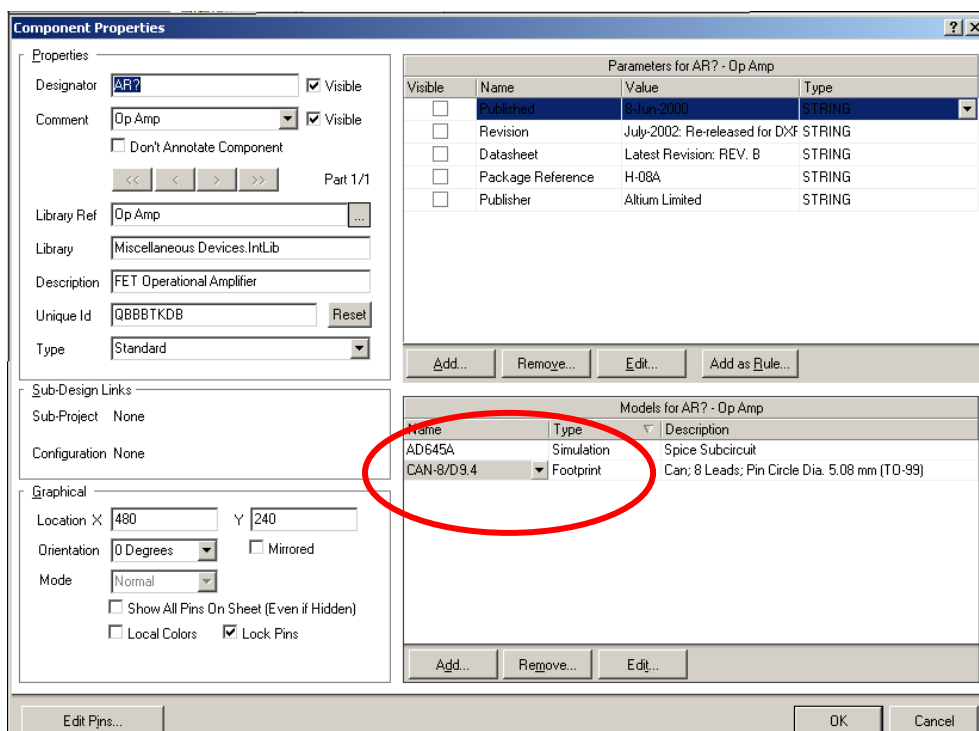 Component Properties
Properties
Designator AR? Visible
Comment Op Amp Visible
Don't Annotate Component
<< < > >> Part 1/1
Library Ref Op Amp ...
Library Miscellaneous Devices.IntLib
Description FET Operational Amplifier
Unique Id QBBBTKDB Reset
Type Standard
Sub-Design Links
Sub-Project None
Configuration None
Graphical
Location X 480 Y 240
Orientation 0 Degrees Mirrored
Mode Normal
Show All Pins On Sheet (Even if Hidden)
Local Colors Lock Pins
Parameters for AR? - Op Amp
Visible Name Value Type
Published 8-Jun-2000 STRING
Revision July-2002: Re-released for DXP STRING
Datasheet Latest Revision: REV. B STRING
Package Reference H-08A STRING
Publisher Altium Limited STRING
Add... Remove... Edit... Add as Rule...
Models for AR? - Op Amp
Name Type Description
AD645A Simulation Spice Subcircuit
CAN-8/D9.4 Footprint Can; 8 Leads; Pin Circle Dia. 5.08 mm (TO-99)
Add... Remove... Edit...
Edit Pins... OK Cancel